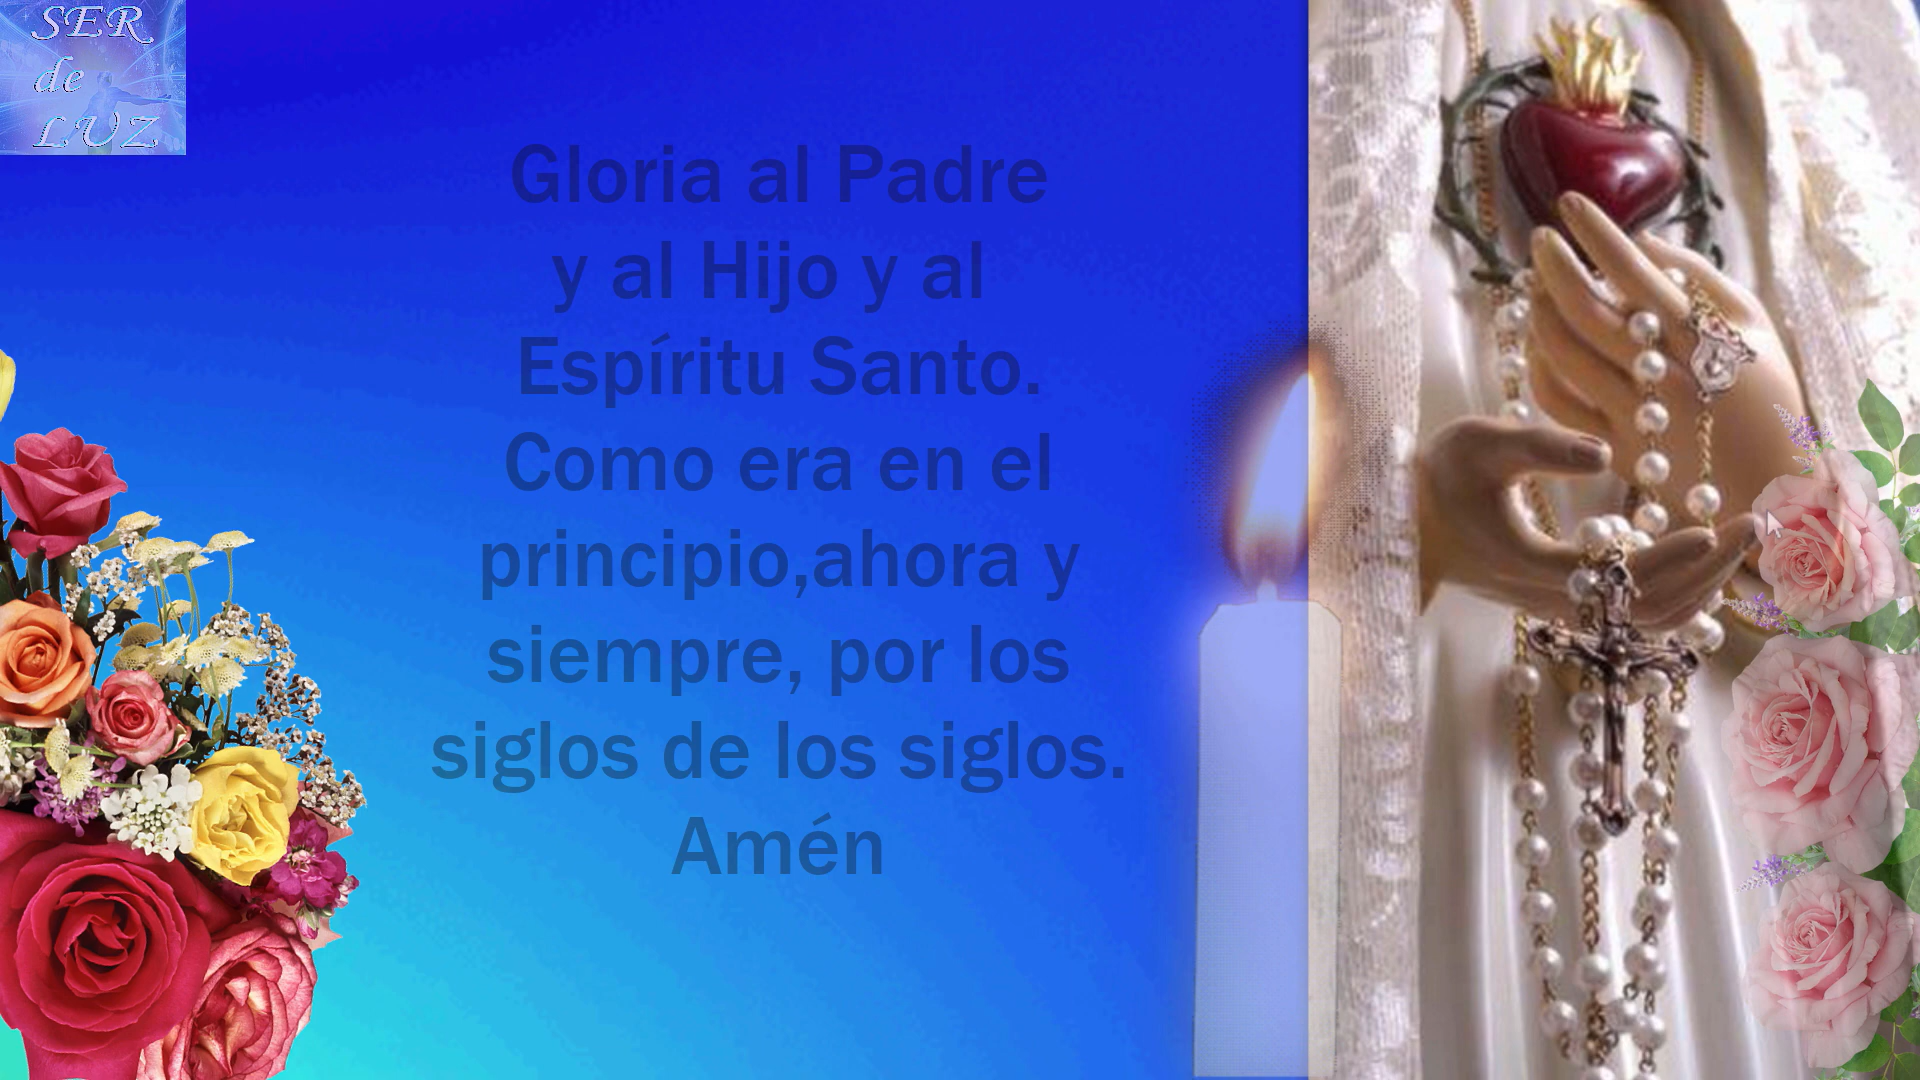 SER
de
LUZ
Gloria al Padre
y al Hijo y al
Espíritu Santo.
Como era en el
principio,ahora y
siempre, por los
siglos de los siglos.
Amén